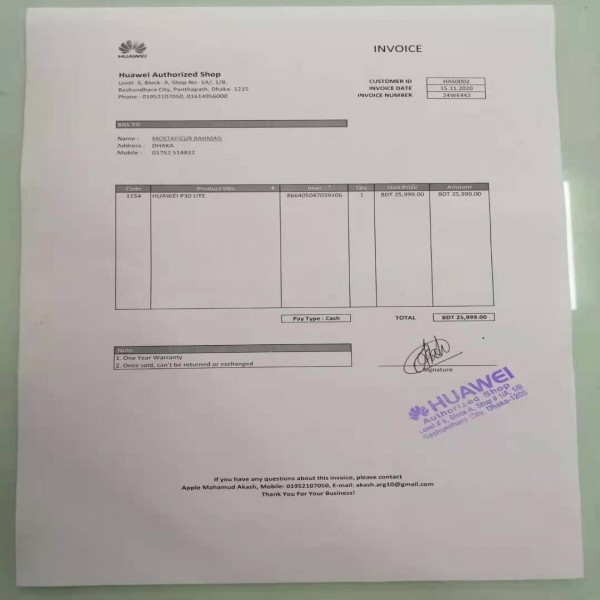 HUAWEI
INVOICE
Huawei Authorized Shop
Level- 6, Block- A, Shop No- 1A/, 1/B,
Bashundhara City, Panthapath, Dhaka- 1215
Phone : 01952107050, 01614956000
CUSTOMER ID HAS0002
INVOICE DATE 15.11.2020
INVOICE NUMBER 24WE442
BILL TO
Name : MOSTAFIZUR RAHMAN
Address : DHAKA
Mobile : 01752 514832
Code Product Qty Unit Price Amount
1154 HUAWEI P30 LITE 866405047039106 1 BDT 25,999.00 BDT 25,999.00
Pay Type : Cash TOTAL BDT 25,999.00
Note
1. One Year Warranty
2. Once sold, can't be returned or exchanged
Akash
Signature
HUAWEI
Authorized Shop
Level # 6, Block-A, Shop # 1/A, 1/B
Bashundhara City, Dhaka-1205
If you have any questions about this invoice, please contact
Apple Mahamud Akash, Mobile: 01952107050, E-mail: akash.arg10@gmail.com
Thank You For Your Business!